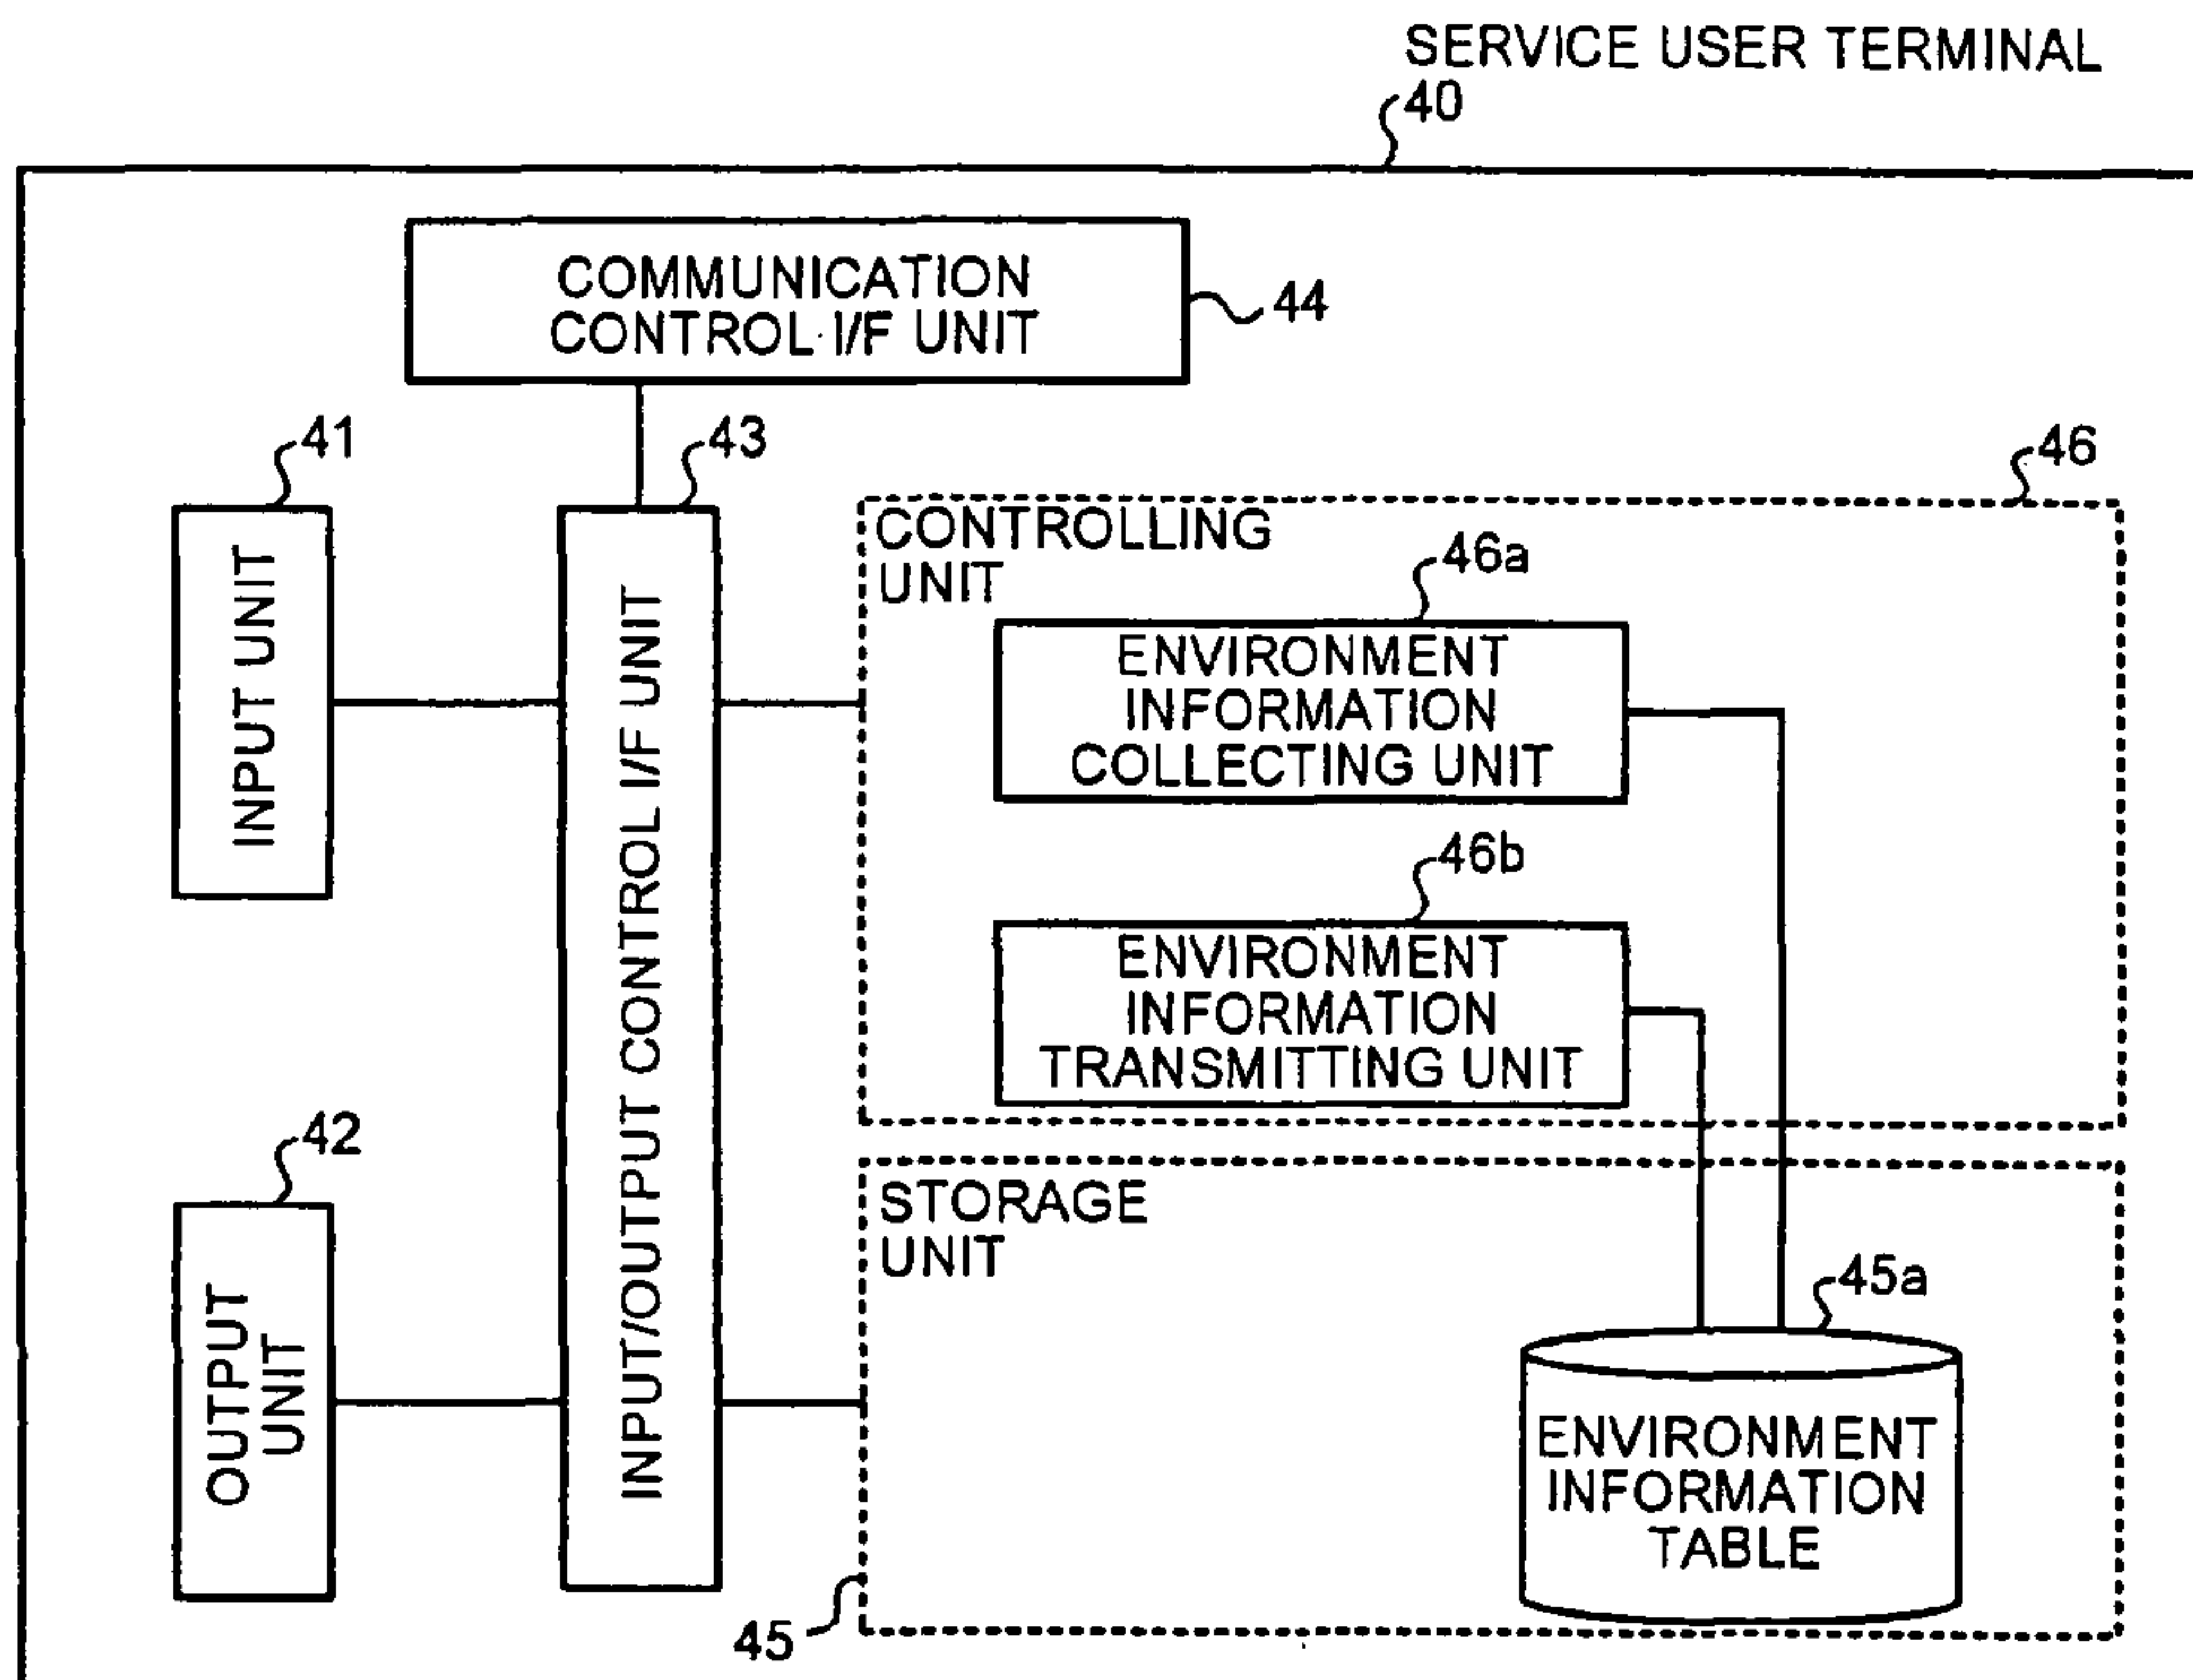 SERVICE USER TERMINAL
40
COMMUNICATION
CONTROL I/F UNIT
44
41
43
46
INPUT UNIT
INPUT/OUTPUT CONTROL I/F UNIT
CONTROLLING
UNIT
46a
ENVIRONMENT
INFORMATION
COLLECTING UNIT
46b
ENVIRONMENT
INFORMATION
TRANSMITTING UNIT
42
OUTPUT
UNIT
STORAGE
UNIT
45a
ENVIRONMENT
INFORMATION
TABLE
45